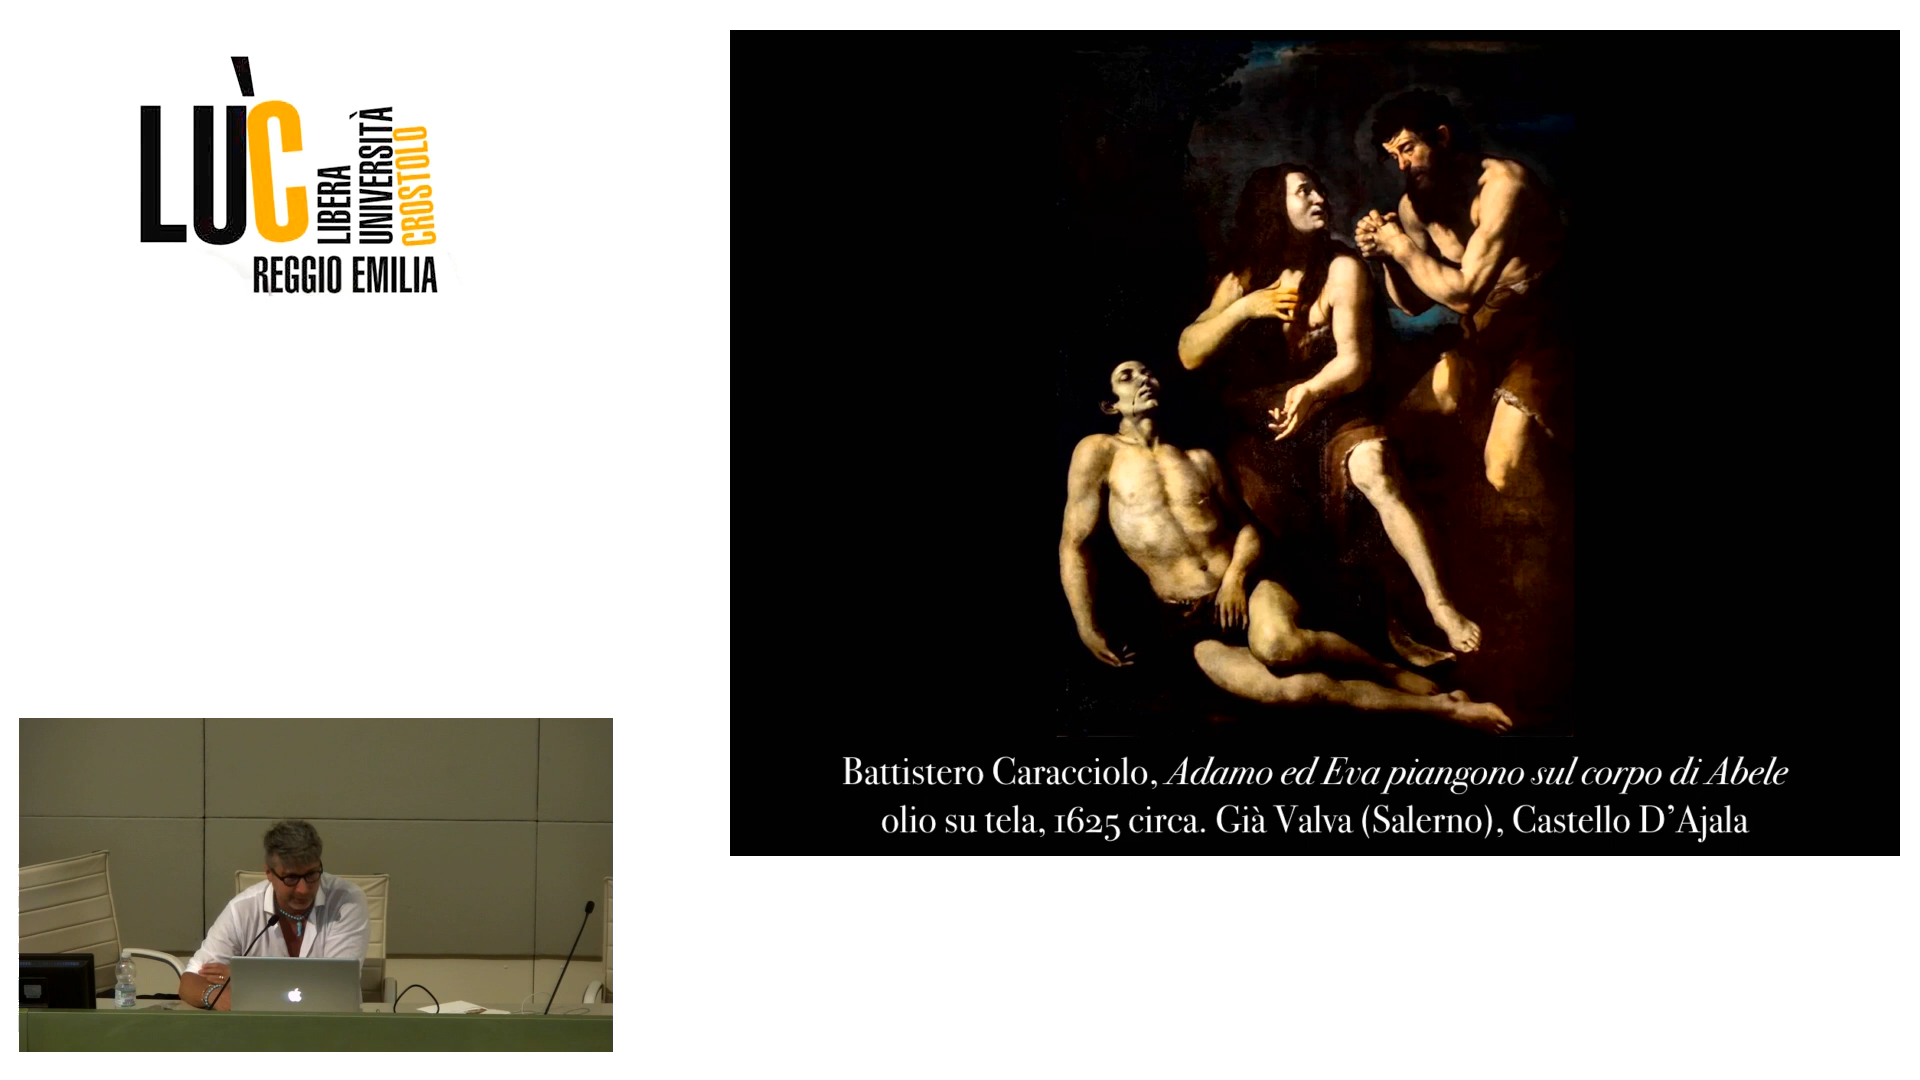 LÙC
LIBERA
UNIVERSITÀ
CROSTOLO
REGGIO EMILIA
Battistero Caracciolo, Adamo ed Eva piangono sul corpo di Abele
olio su tela, 1625 circa. Già Valva (Salerno), Castello D'Ajala